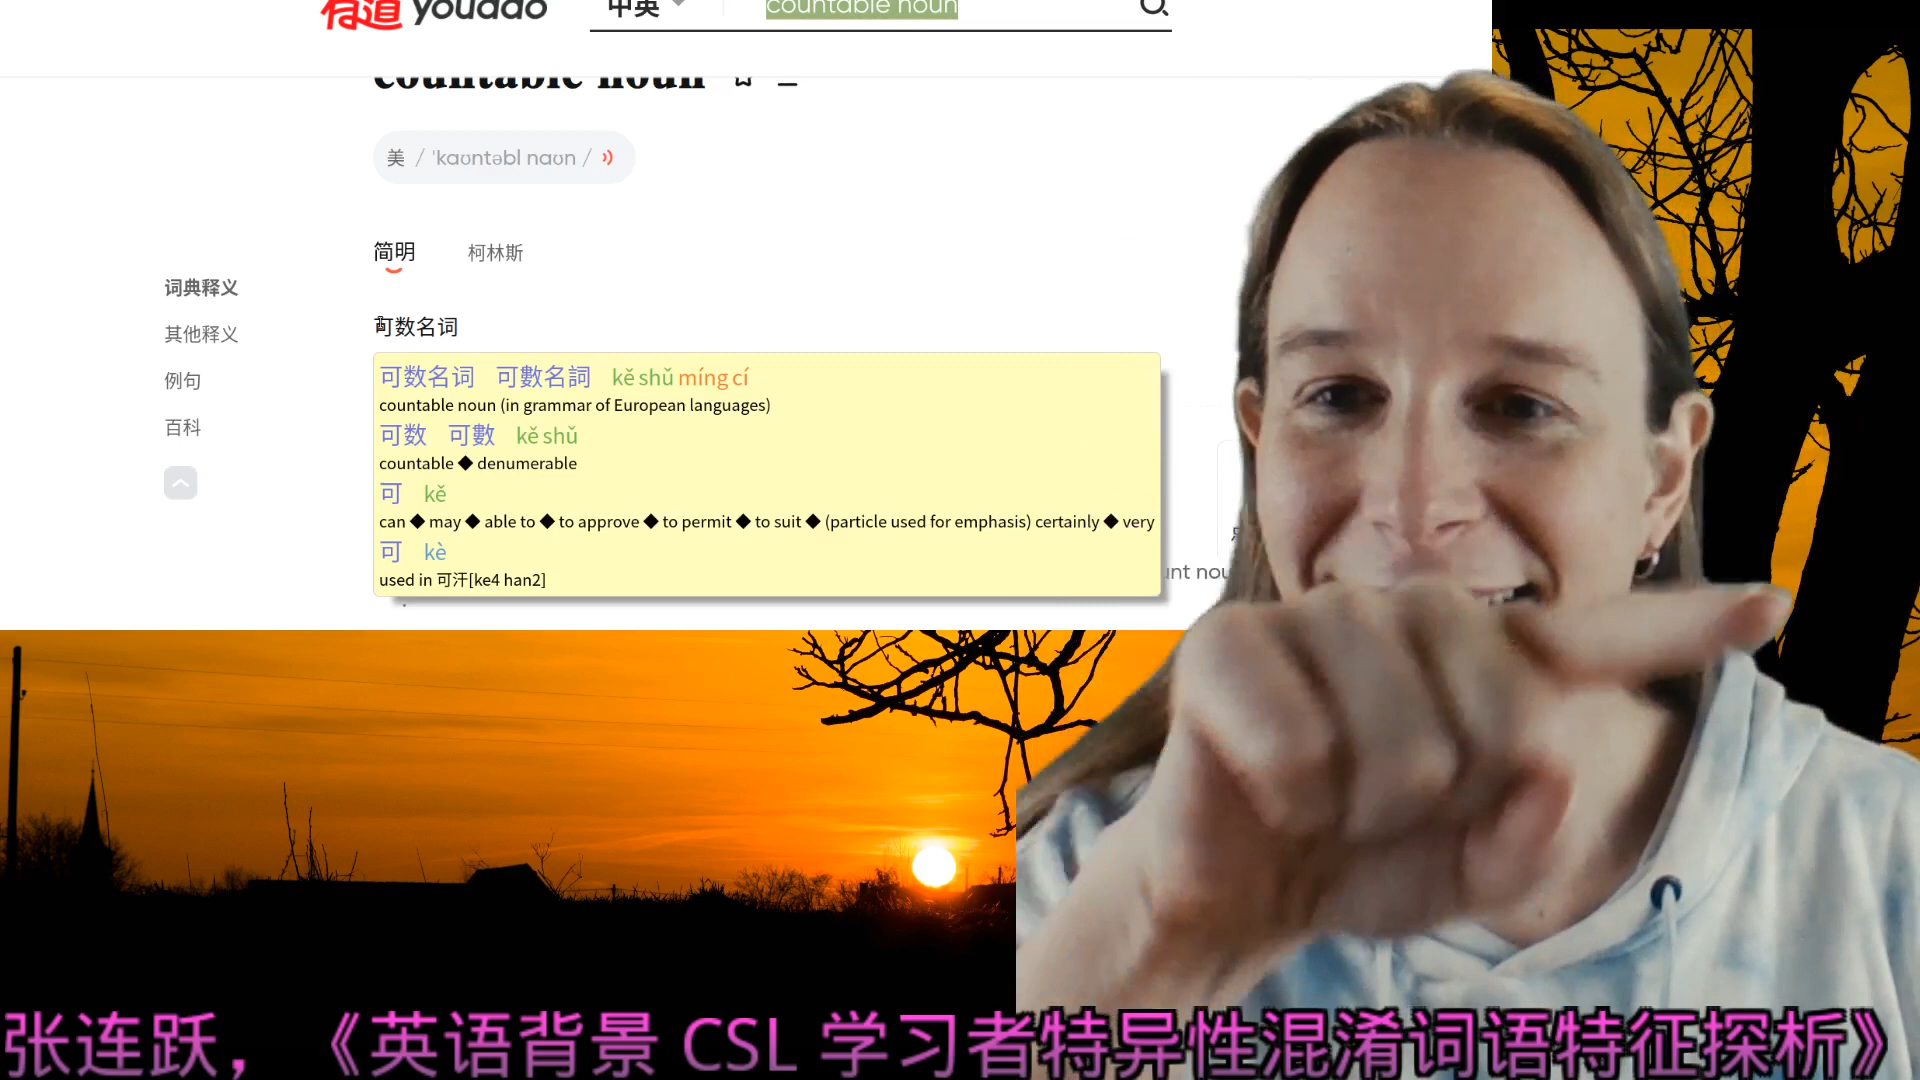 有道 youdao 中英 countable noun
countable noun
美 / ˈkaʊntəbl naʊn /
简明 柯林斯
词典释义
其他释义
例句
百科
可数名词
可数名词 可數名詞 kě shǔ míng cí
countable noun (in grammar of European languages)
可数 可數 kě shǔ
countable ◆ denumerable
可 kě
can ◆ may ◆ able to ◆ to approve ◆ to permit ◆ to suit ◆ (particle used for emphasis) certainly ◆ very
可 kè
used in 可汗[ke4 han2]
张连跃，《英语背景 CSL 学习者特异性混淆词语特征探析》